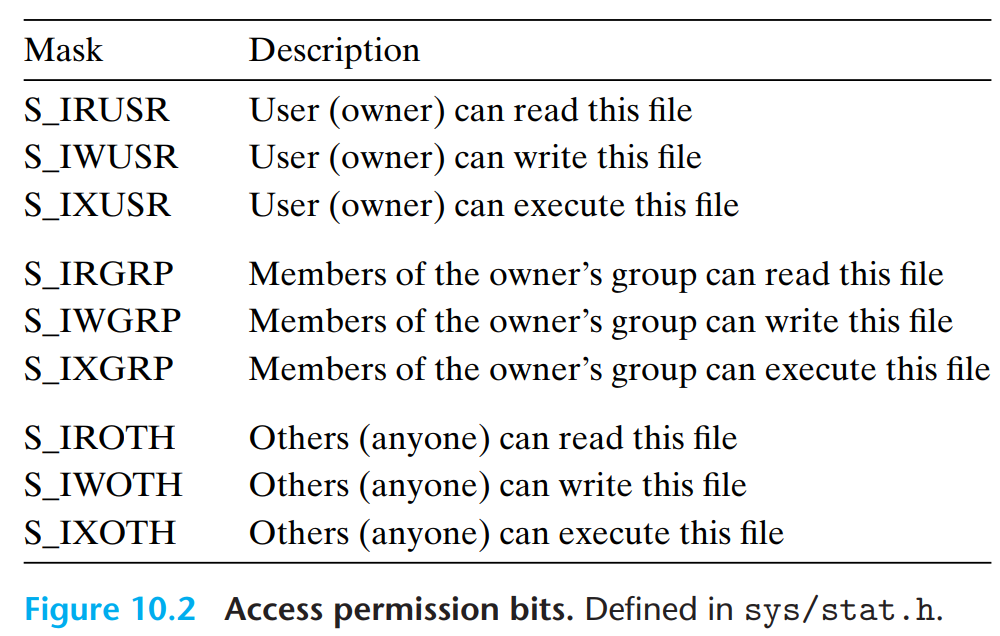 Mask Description
S_IRUSR User (owner) can read this file
S_IWUSR User (owner) can write this file
S_IXUSR User (owner) can execute this file
S_IRGRP Members of the owner’s group can read this file
S_IWGRP Members of the owner’s group can write this file
S_IXGRP Members of the owner’s group can execute this file
S_IROTH Others (anyone) can read this file
S_IWOTH Others (anyone) can write this file
S_IXOTH Others (anyone) can execute this file
Figure 10.2 Access permission bits. Defined in sys/stat.h.